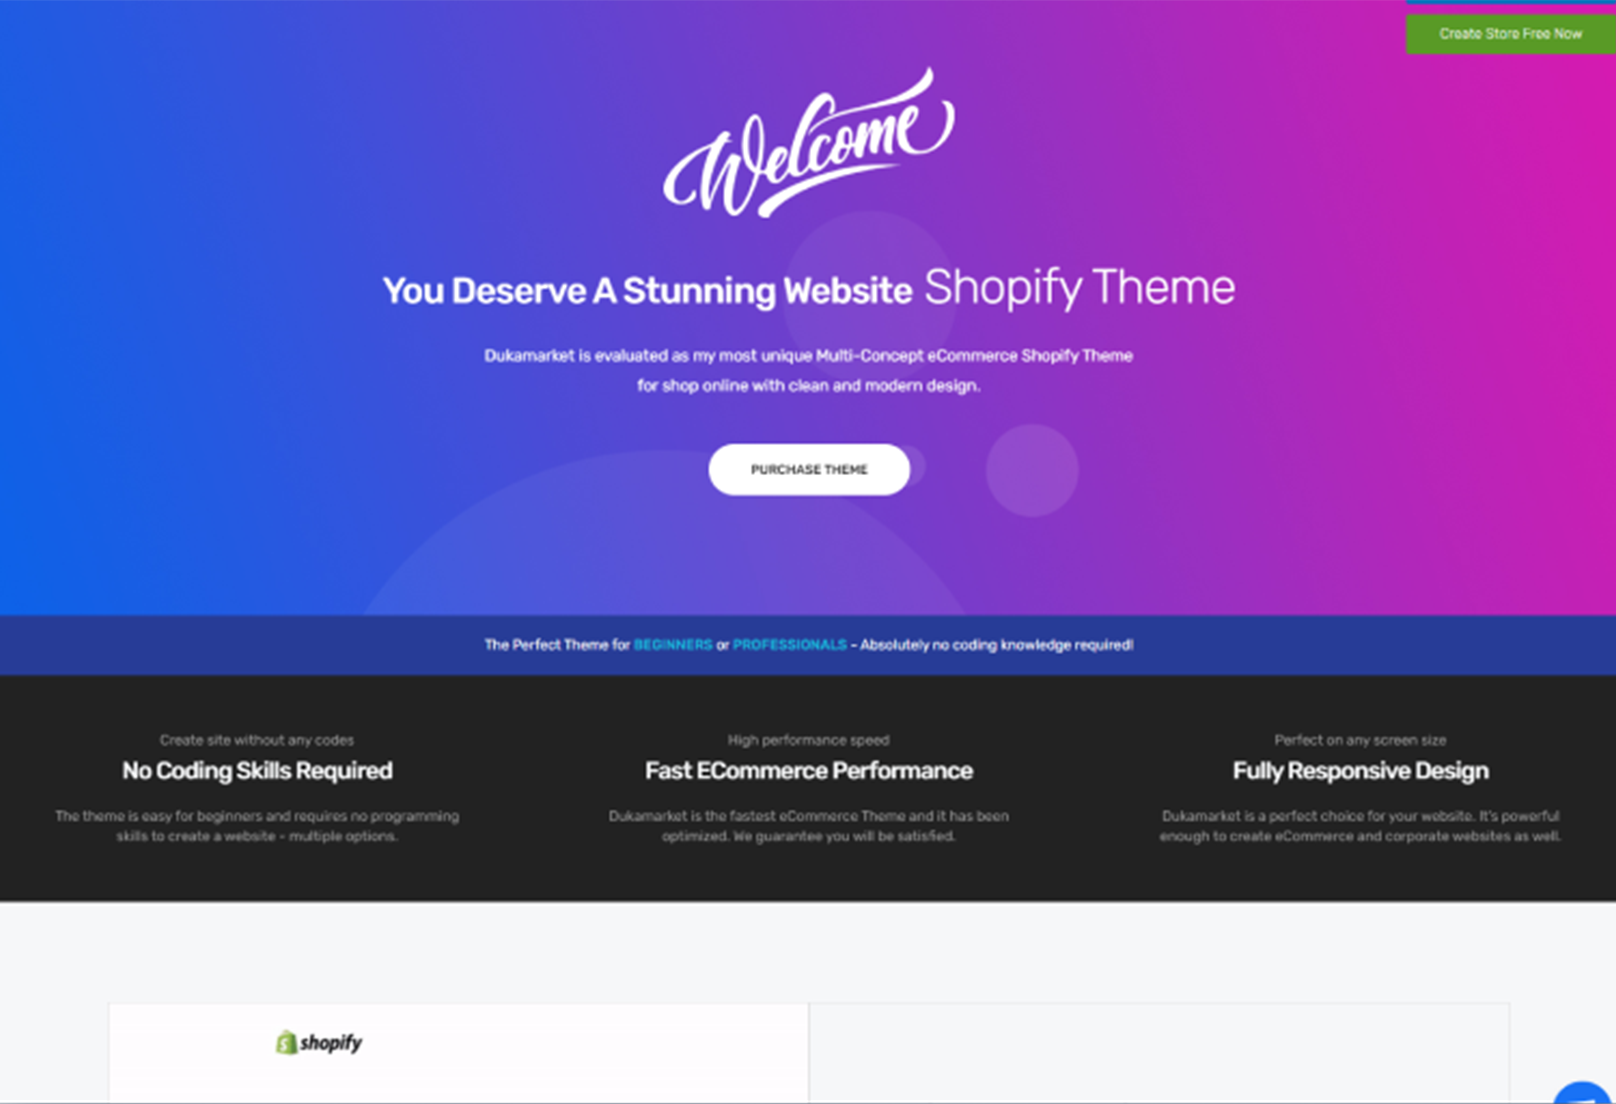 Create Store Free Now
Welcome
You Deserve A Stunning Website Shopify Theme
Dukamarket is evaluated as my most unique Multi-Concept eCommerce Shopify Theme
for shop online with clean and modern design.
PURCHASE THEME
The Perfect Theme for BEGINNERS or PROFESSIONALS - Absolutely no coding knowledge required!
Create site without any codes
No Coding Skills Required
The theme is easy for beginners and requires no programming
skills to create a website - multiple options.
High performance speed
Fast ECommerce Performance
Dukamarket is the fastest eCommerce Theme and it has been
optimized. We guarantee you will be satisfied.
Perfect on any screen size
Fully Responsive Design
Dukamarket is a perfect choice for your website. It's powerful
enough to create eCommerce and corporate websites as well.
shopify